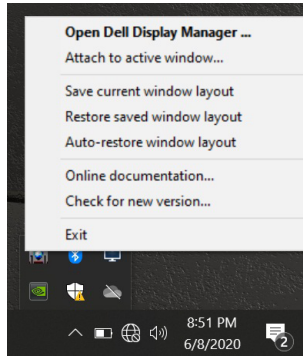 Open Dell Display Manager ...
Attach to active window...
Save current window layout
Restore saved window layout
Auto-restore window layout
Online documentation...
Check for new version...
Exit
8:51 PM
6/8/2020
2